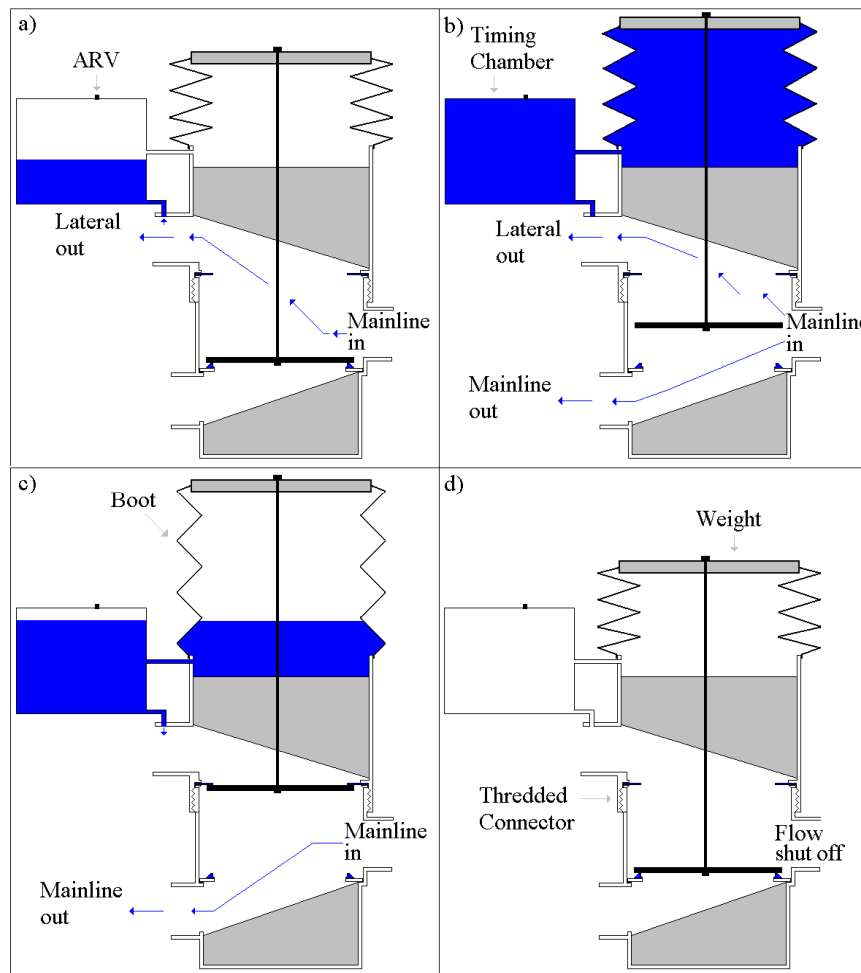 a)
ARV
Lateral
out
Mainline
in
b)
Timing
Chamber
Lateral
out
Mainline
in
Mainline
out
c)
Boot
Mainline
in
Mainline
out
d)
Weight
Thredded
Connector
Flow
shut off